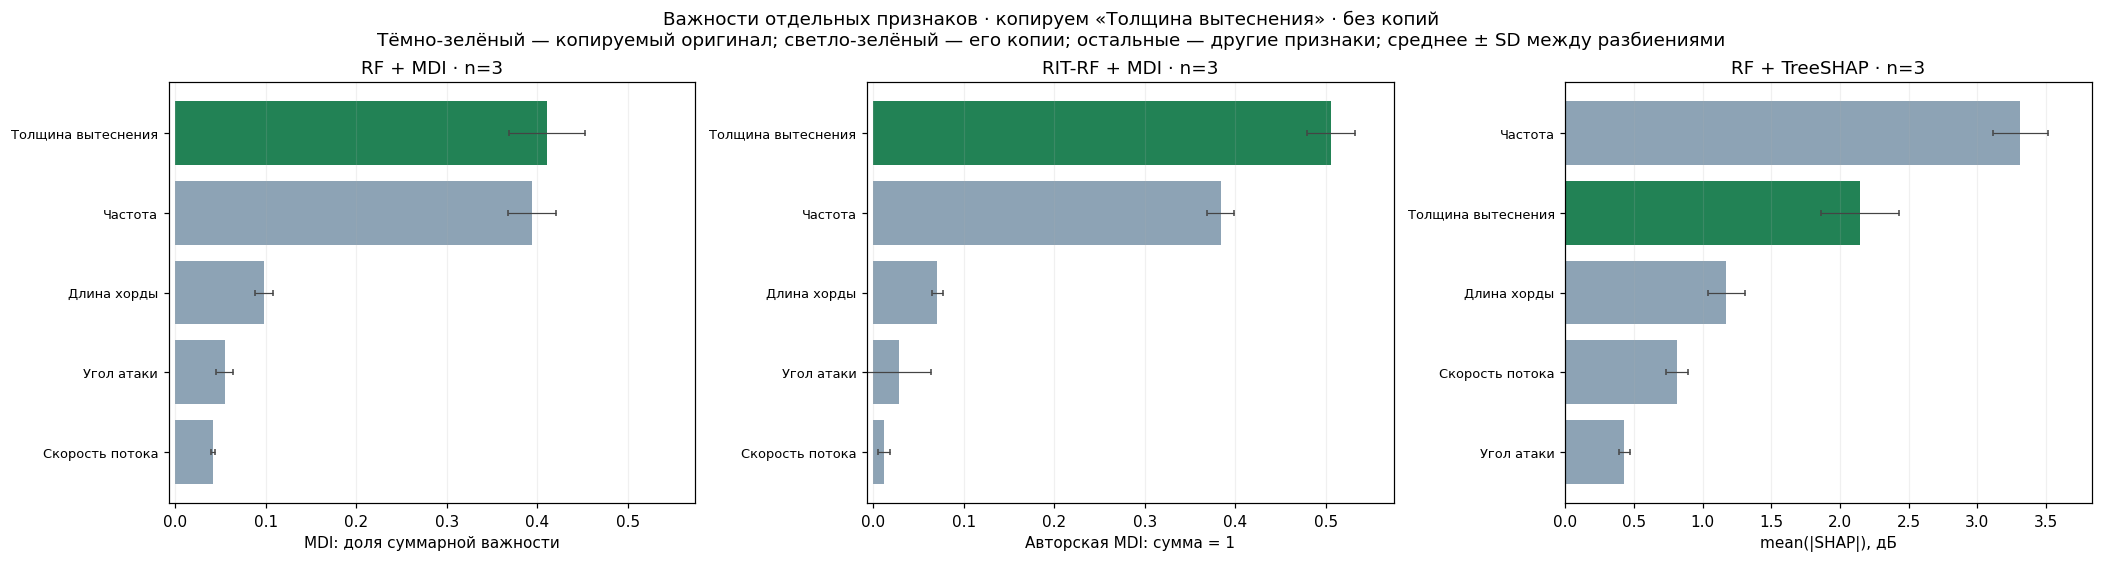 Важности отдельных признаков · копируем «Толщина вытеснения» · без копий
Тёмно-зелёный — копируемый оригинал; светло-зелёный — его копии; остальные — другие признаки; среднее ± SD между разбиениями
RF + MDI · n=3
Толщина вытеснения
Частота
Длина хорды
Угол атаки
Скорость потока
0.0 0.1 0.2 0.3 0.4 0.5
MDI: доля суммарной важности
RIT-RF + MDI · n=3
Толщина вытеснения
Частота
Длина хорды
Угол атаки
Скорость потока
0.0 0.1 0.2 0.3 0.4 0.5
Авторская MDI: сумма = 1
RF + TreeSHAP · n=3
Частота
Толщина вытеснения
Длина хорды
Скорость потока
Угол атаки
0.0 0.5 1.0 1.5 2.0 2.5 3.0 3.5
mean(|SHAP|), дБ